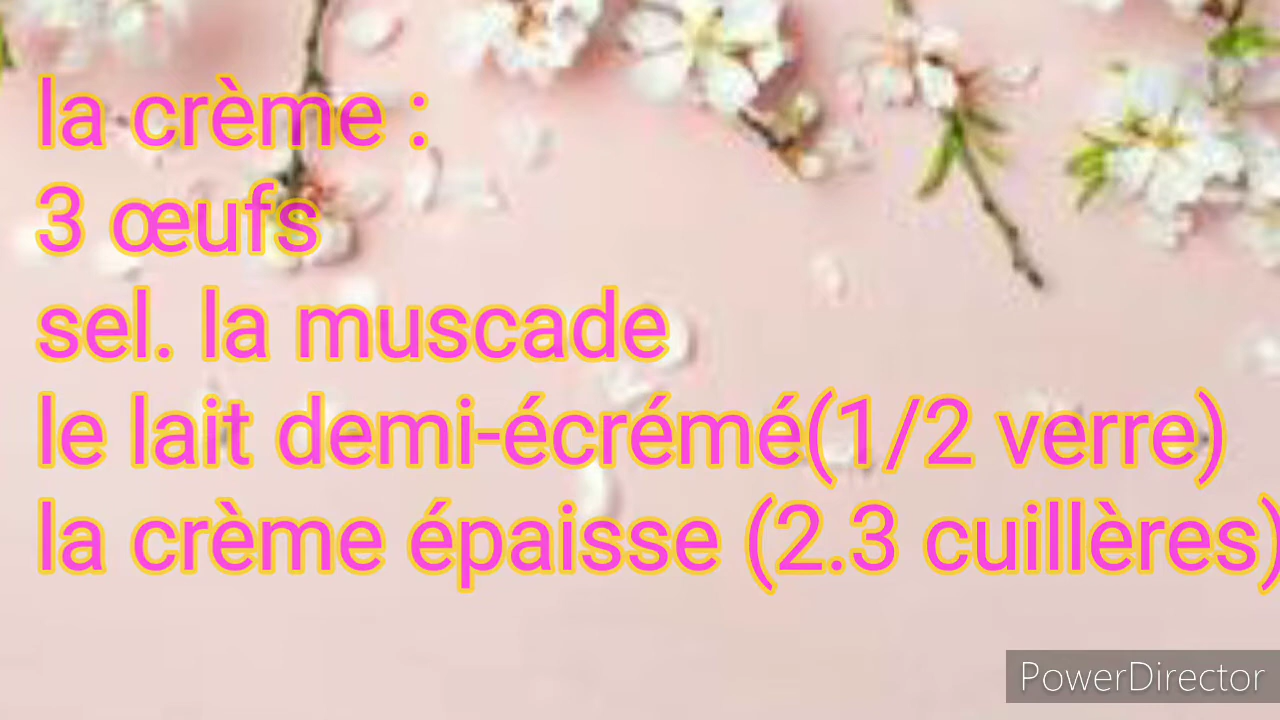 la crème :
3 œufs
sel. la muscade
le lait demi-écrémé(1/2 verre)
la crème épaisse (2.3 cuillères)
PowerDirector